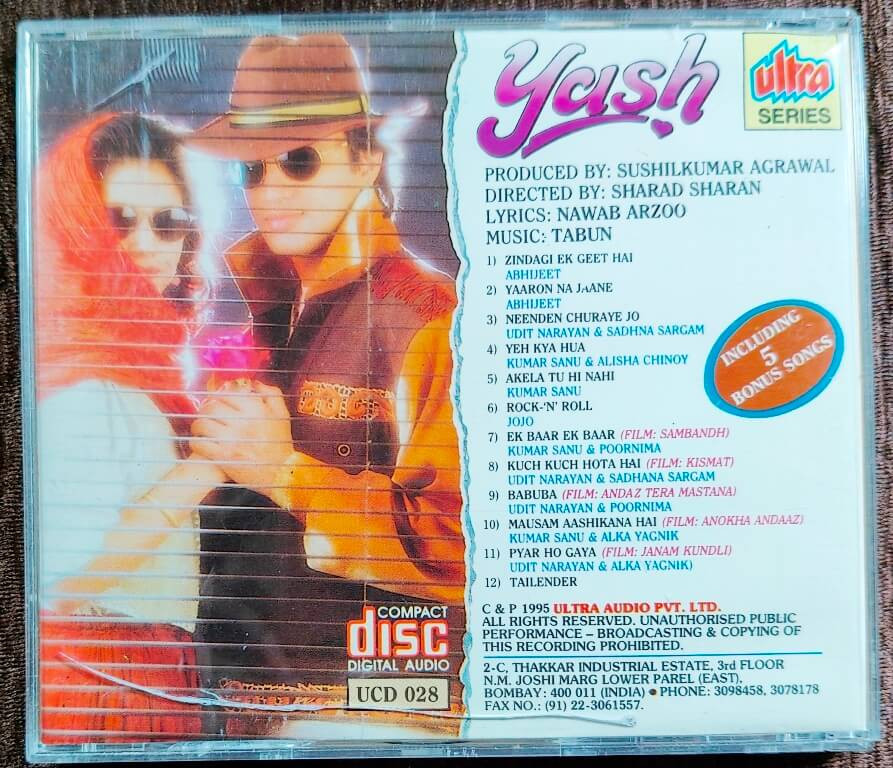 Yash
ultra
SERIES
PRODUCED BY: SUSHILKUMAR AGRAWAL
DIRECTED BY: SHARAD SHARAN
LYRICS: NAWAB ARZOO
MUSIC: TABUN
1) ZINDAGI EK GEET HAI
ABHIJEET
2) YAARON NA JAANE
ABHIJEET
3) NEENDEN CHURAYE JO
UDIT NARAYAN & SADHNA SARGAM
4) YEH KYA HUA
KUMAR SANU & ALISHA CHINOY
5) AKELA TU HI NAHI
KUMAR SANU
6) ROCK-'N' ROLL
JOJO
7) EK BAAR EK BAAR (FILM: SAMBANDH)
KUMAR SANU & POORNIMA
8) KUCH KUCH HOTA HAI (FILM: KISMAT)
UDIT NARAYAN & SADHANA SARGAM
9) BABUBA (FILM: ANDAZ TERA MASTANA)
UDIT NARAYAN & POORNIMA
10) MAUSAM AASHIKANA HAI (FILM: ANOKHA ANDAAZ)
KUMAR SANU & ALKA YAGNIK
11) PYAR HO GAYA (FILM: JANAM KUNDLI)
UDIT NARAYAN & ALKA YAGNIK)
12) TAILENDER
INCLUDING
5
BONUS SONGS
C & P 1995 ULTRA AUDIO PVT. LTD.
ALL RIGHTS RESERVED. UNAUTHORISED PUBLIC
PERFORMANCE – BROADCASTING & COPYING OF
THIS RECORDING PROHIBITED.
2-C, THAKKAR INDUSTRIAL ESTATE, 3rd FLOOR
N.M. JOSHI MARG LOWER PAREL (EAST),
BOMBAY: 400 011 (INDIA) ● PHONE: 3098458, 3078178
FAX NO.: (91) 22-3061557.
COMPACT
disc
DIGITAL AUDIO
UCD 028